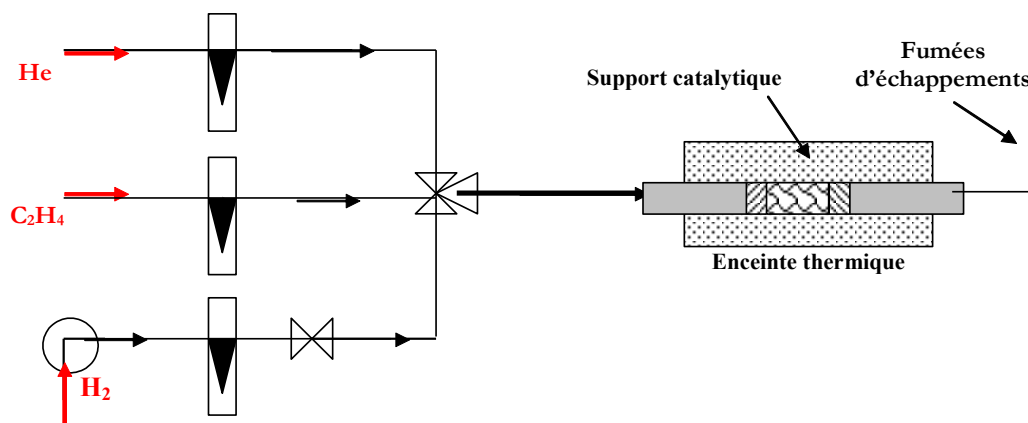 He
C₂H₄
H₂
Support catalytique
Fumées
d'échappements
Enceinte thermique